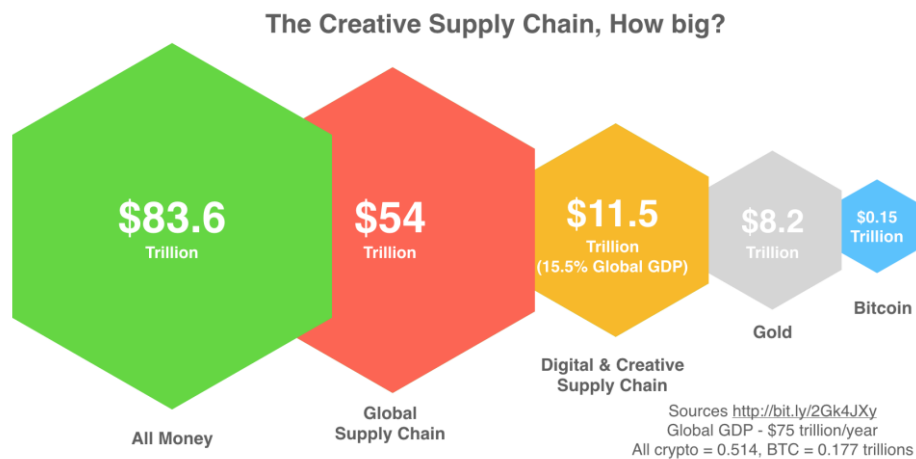 The Creative Supply Chain, How big?
$83.6
Trillion
$54
Trillion
$11.5
Trillion
(15.5% Global GDP)
$8.2
Trillion
$0.15
Trillion
Bitcoin
Gold
Digital & Creative
Supply Chain
Global
Supply Chain
All Money
Sources http://bit.ly/2Gk4JXy
Global GDP - $75 trillion/year
All crypto = 0.514, BTC = 0.177 trillions